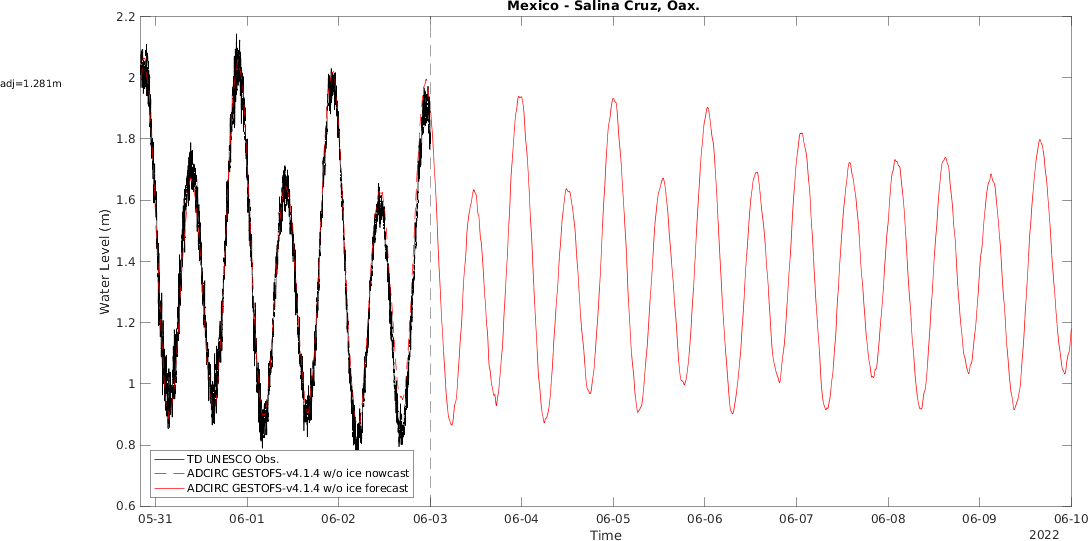 Mexico - Salina Cruz, Oax.
adj=1.281m
2.2
2
1.8
1.6
1.4
1.2
1
0.8
0.6
Water Level (m)
TD UNESCO Obs.
ADCIRC GESTOFS-v4.1.4 w/o ice nowcast
ADCIRC GESTOFS-v4.1.4 w/o ice forecast
05-31 06-01 06-02 06-03 06-04 06-05 06-06 06-07 06-08 06-09 06-10
Time
2022